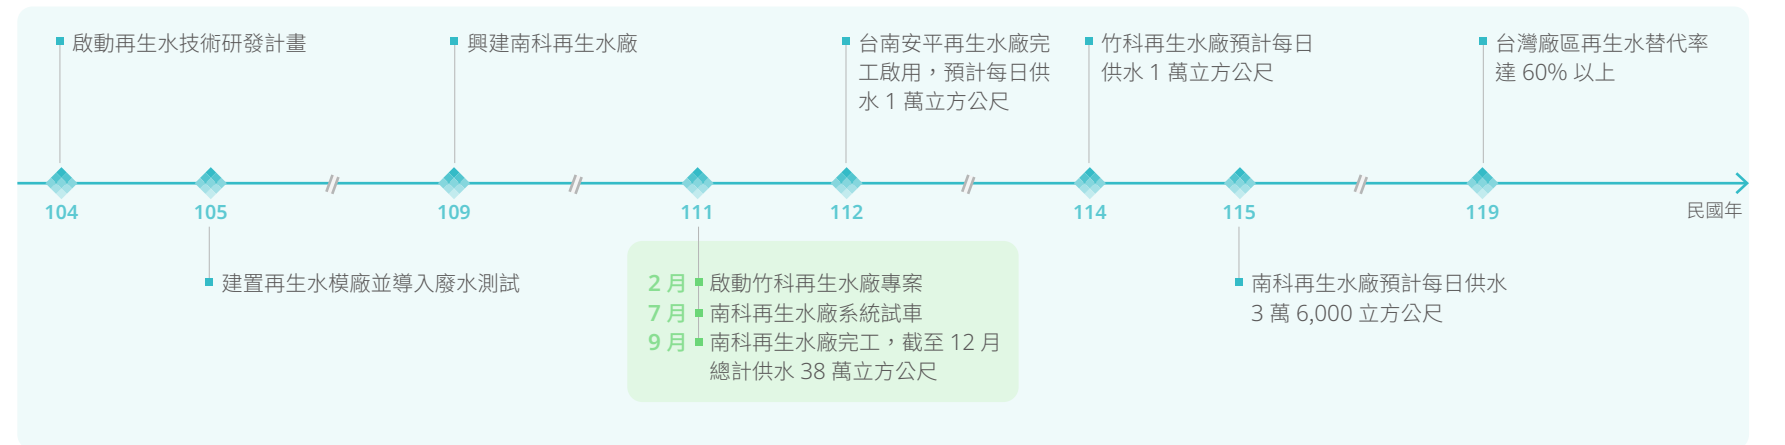 啟動再生水技術研發計畫
興建南科再生水廠
台南安平再生水廠完
工啟用，預計每日供
水 1 萬立方公尺
竹科再生水廠預計每日
供水 1 萬立方公尺
台灣廠區再生水替代率
達 60% 以上
104
105
109
111
112
114
115
119
民國年
建置再生水模廠並導入廢水測試
2 月 啟動竹科再生水廠專案
7 月 南科再生水廠系統試車
9 月 南科再生水廠完工，截至 12 月
總計供水 38 萬立方公尺
南科再生水廠預計每日供水
3 萬 6,000 立方公尺